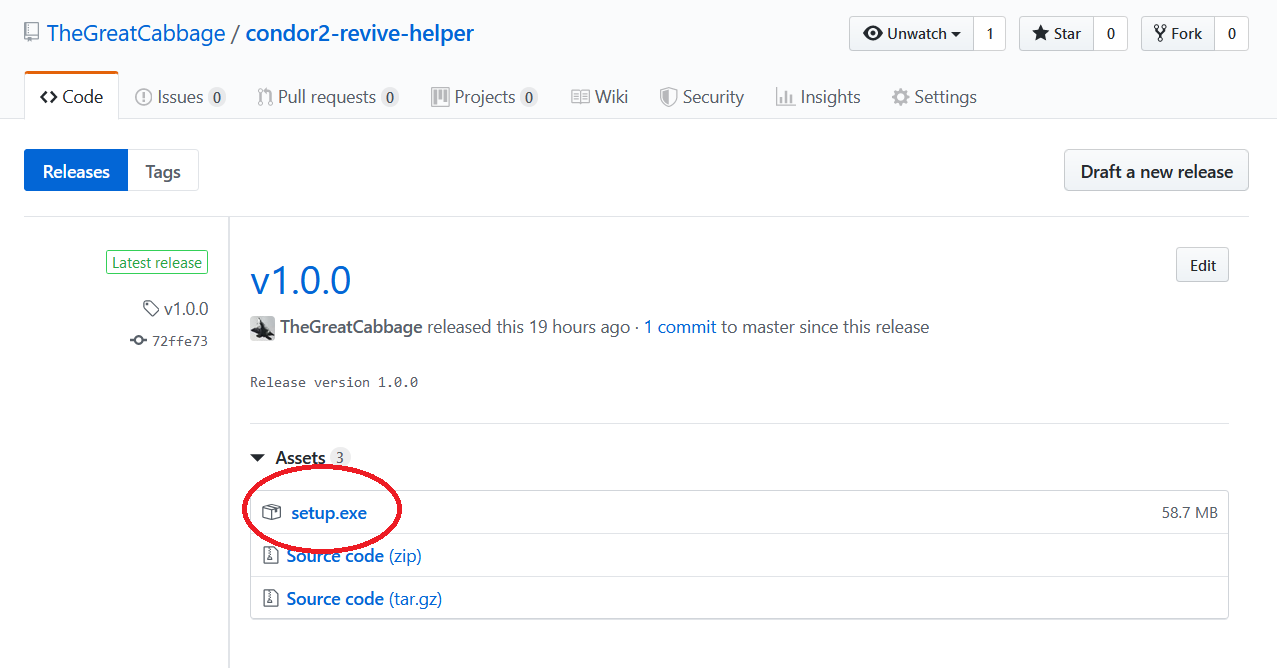 TheGreatCabbage / condor2-revive-helper
Unwatch 1 Star 0 Fork 0
Code Issues 0 Pull requests 0 Projects 0 Wiki Security Insights Settings
Releases Tags Draft a new release
Latest release
v1.0.0
72ffe73
v1.0.0 Edit
TheGreatCabbage released this 19 hours ago · 1 commit to master since this release
Release version 1.0.0
Assets 3
setup.exe 58.7 MB
Source code (zip)
Source code (tar.gz)